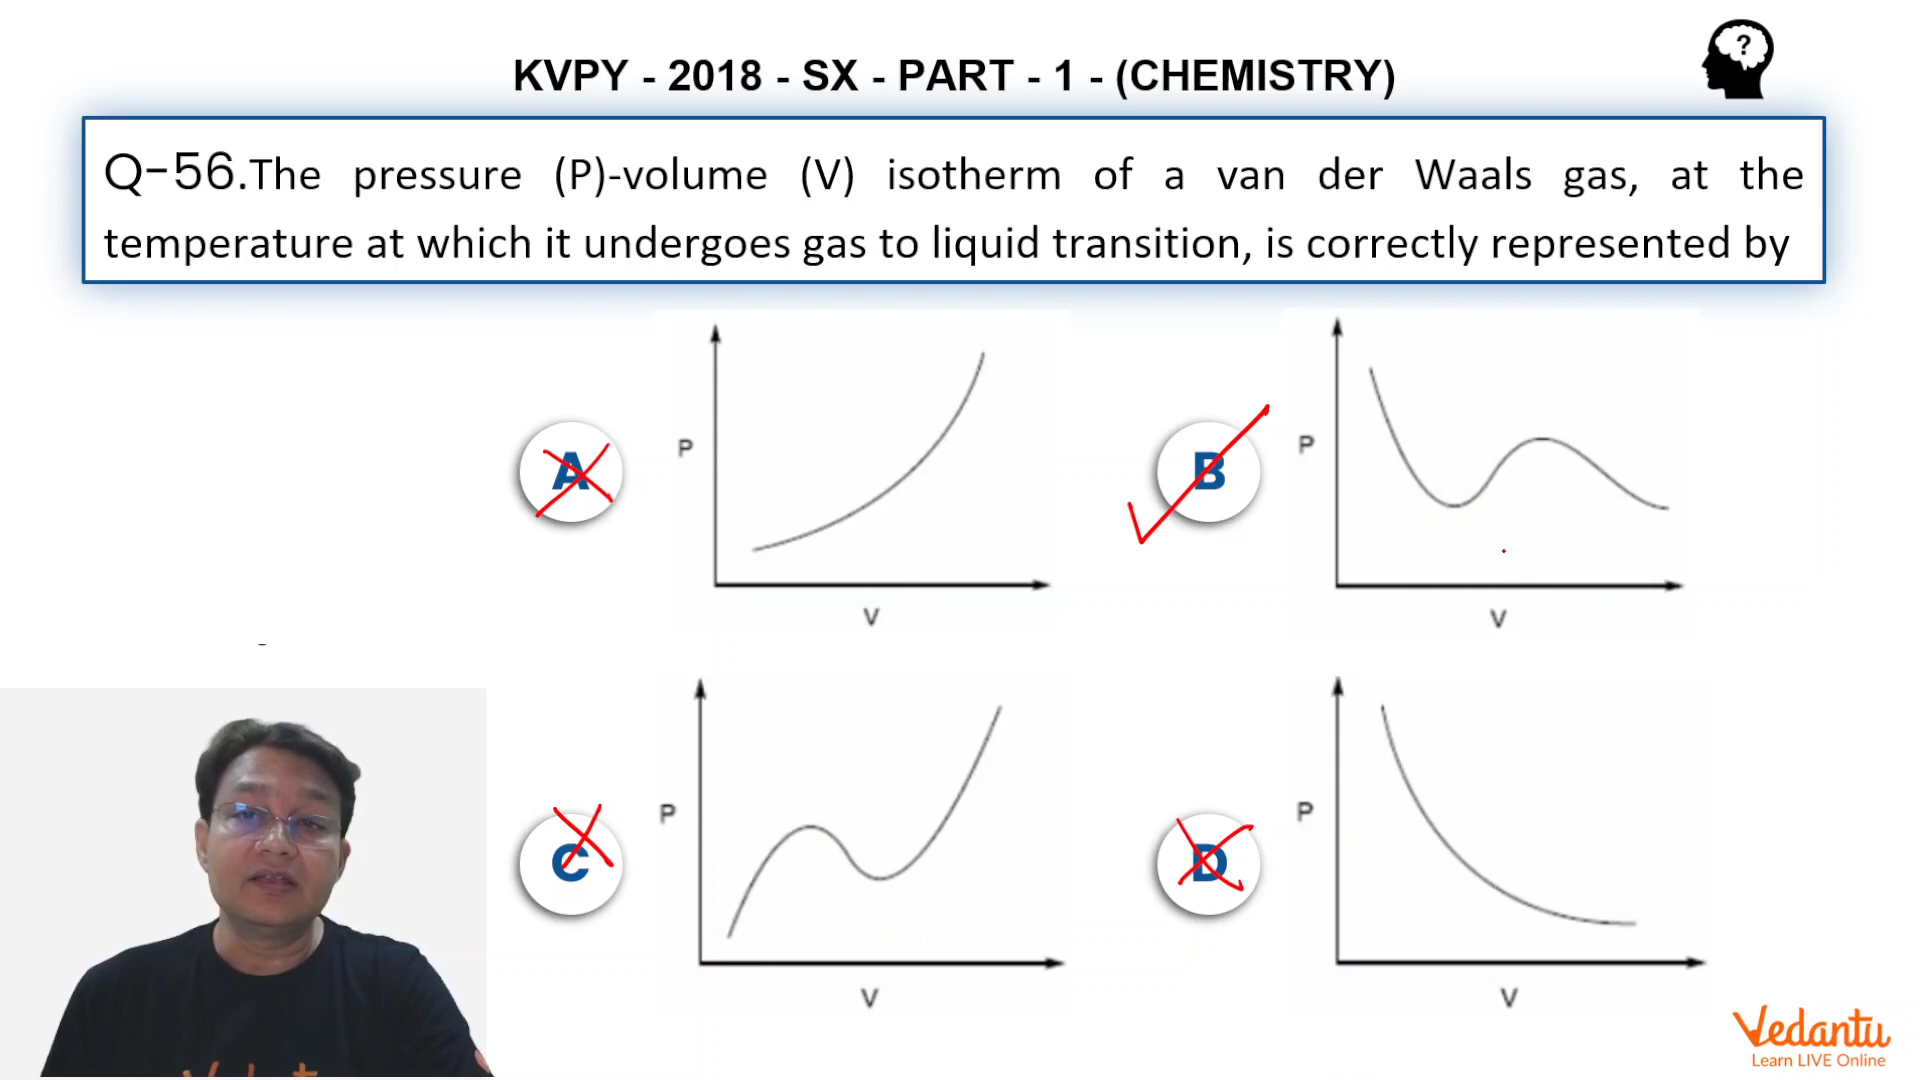 KVPY - 2018 - SX - PART - 1 - (CHEMISTRY)
?
Q-56.The pressure (P)-volume (V) isotherm of a van der Waals gas, at the
temperature at which it undergoes gas to liquid transition, is correctly represented by
A
P
V
B
P
V
C
P
V
D
P
V
Vedantu
Learn LIVE Online